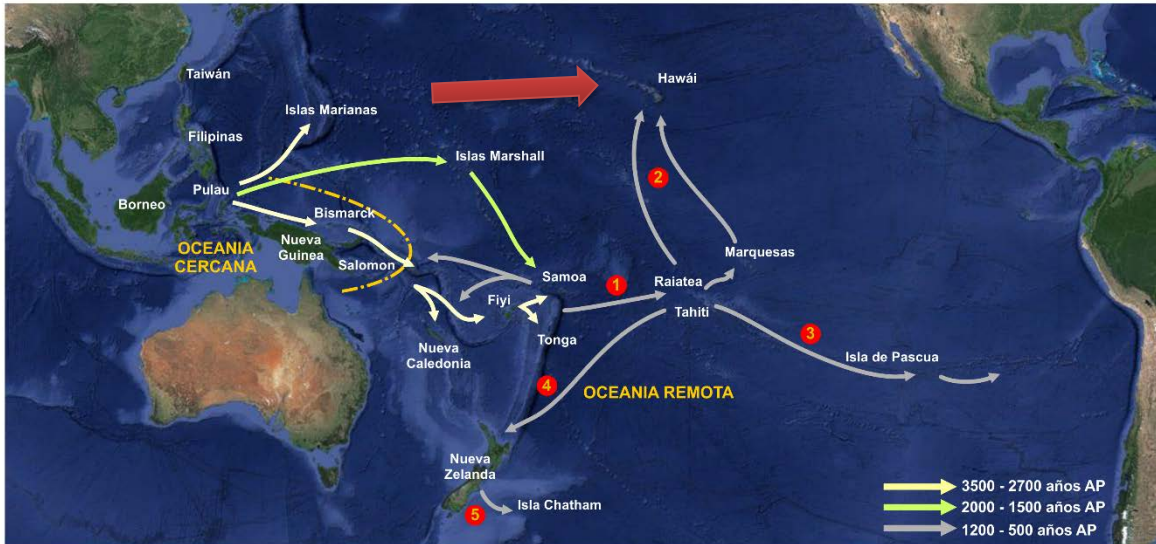 Taiwán
Hawái
Islas Marianas
Filipinas
Islas Marshall
2
Pulau
Borneo
Bismarck
OCEANIA
CERCANA
Nueva
Guinea
Salomon
Marquesas
Samoa
1
Raiatea
Fiyi
Tahiti
3
Tonga
Nueva
Caledonia
Isla de Pascua
4
OCEANIA REMOTA
Nueva
Zelanda
5
Isla Chatham
3500 - 2700 años AP
2000 - 1500 años AP
1200 - 500 años AP